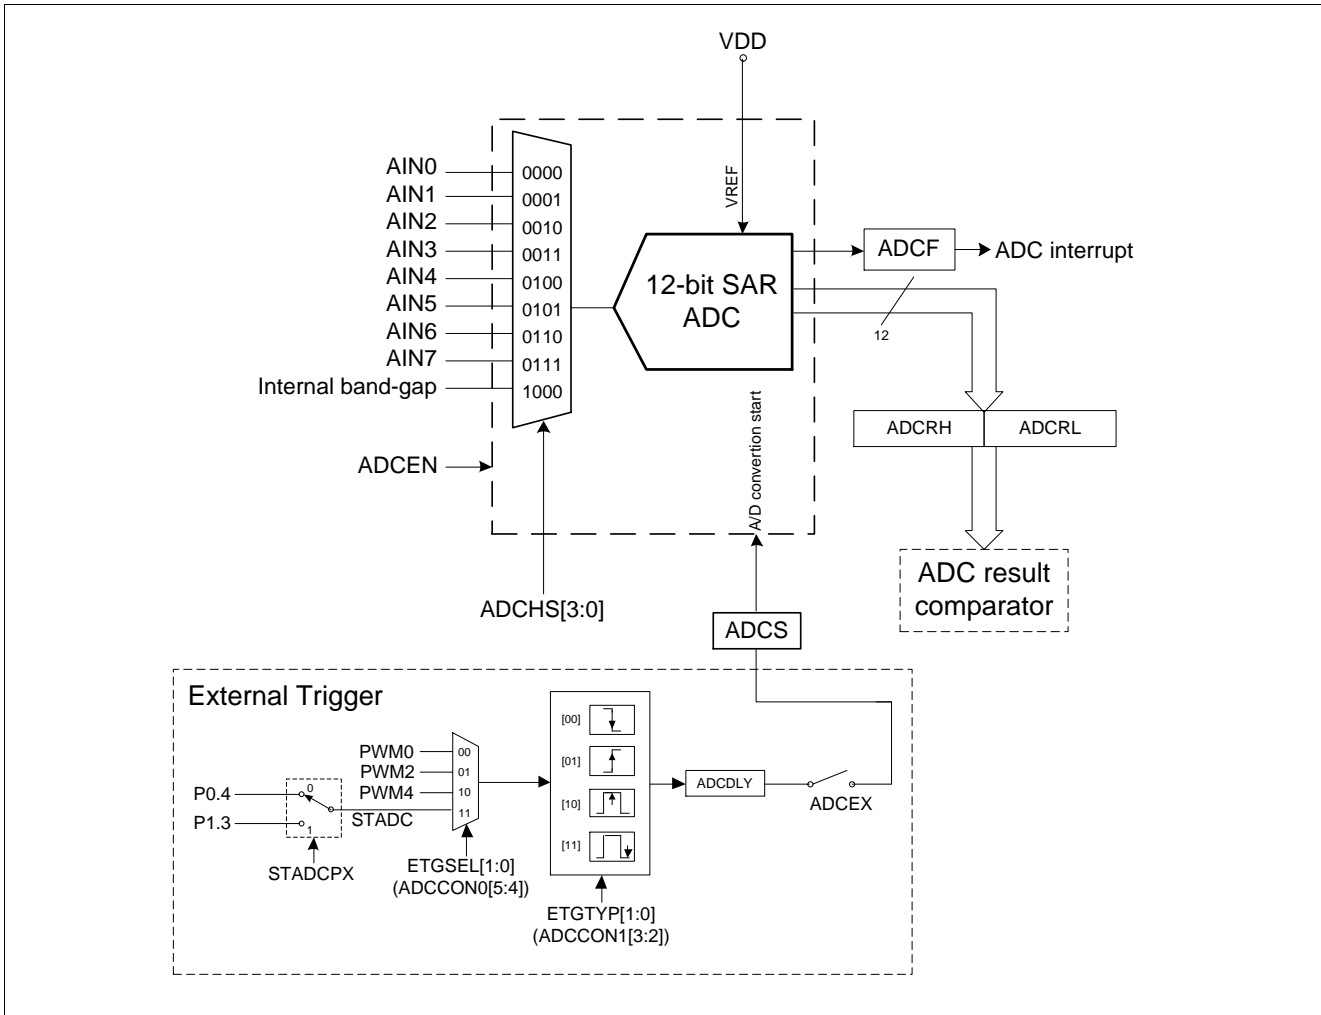 VDD
VREF
AIN0
AIN1
AIN2
AIN3
AIN4
AIN5
AIN6
AIN7
Internal band-gap
0000
0001
0010
0011
0100
0101
0110
0111
1000
ADCEN
12-bit SAR
ADC
ADCF
ADC interrupt
12
ADCRH
ADCRL
A/D convertion start
ADC result
comparator
ADCHS[3:0]
ADCS
External Trigger
PWM0
PWM2
PWM4
STADC
00
01
10
11
P0.4
P1.3
0
1
STADCPX
ETGSEL[1:0]
(ADCCON0[5:4])
[00]
[01]
[10]
[11]
ETGTYP[1:0]
(ADCCON1[3:2])
ADCDLY
ADCEX